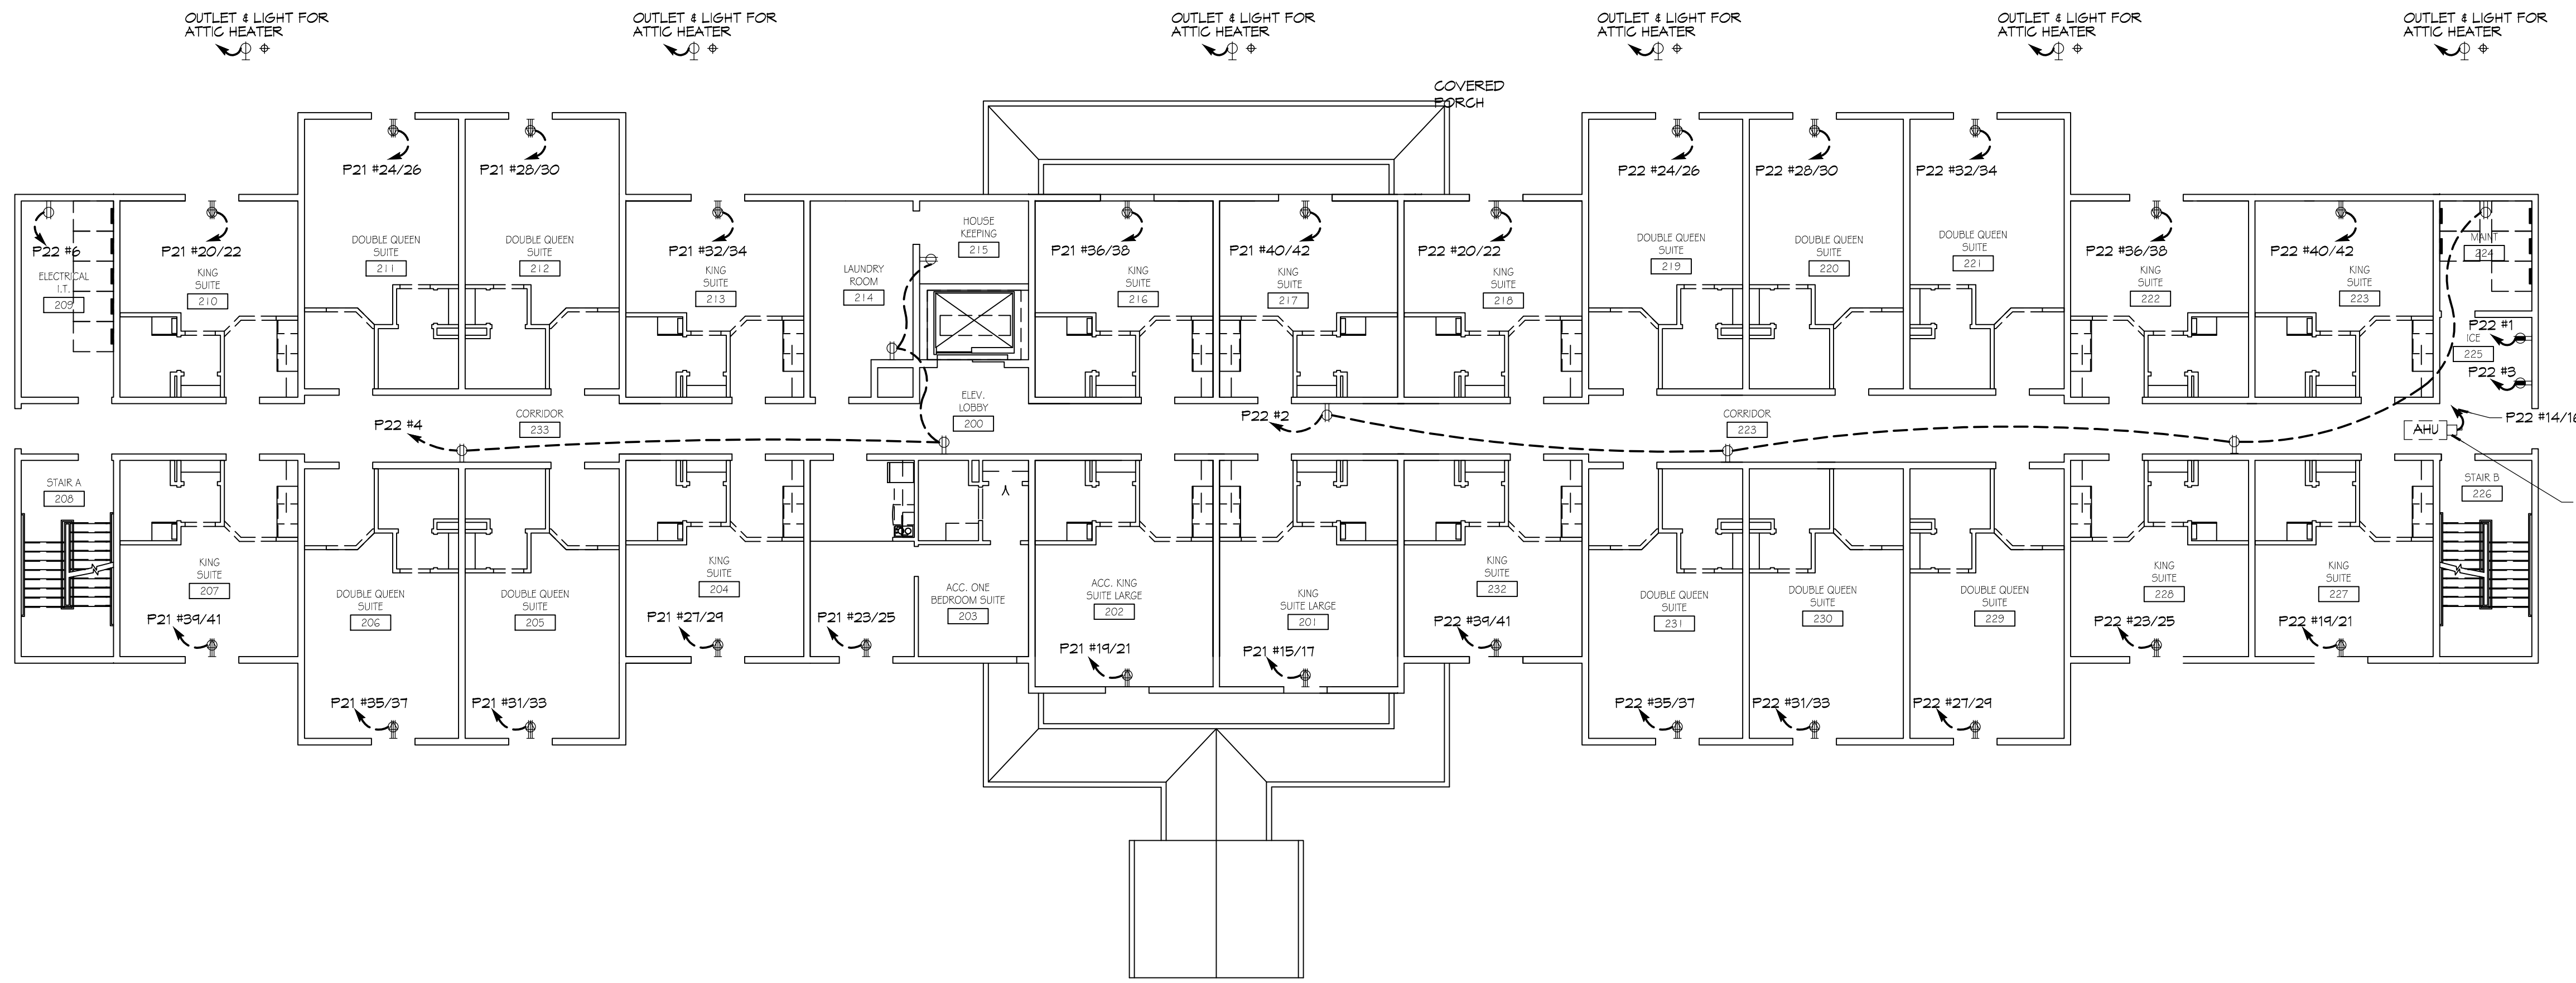 OUTLET & LIGHT FOR
ATTIC HEATER
OUTLET & LIGHT FOR
ATTIC HEATER
OUTLET & LIGHT FOR
ATTIC HEATER
OUTLET & LIGHT FOR
ATTIC HEATER
OUTLET & LIGHT FOR
ATTIC HEATER
OUTLET & LIGHT FOR
ATTIC HEATER
COVERED
PORCH
P21 #24/26
P21 #28/30
P22 #24/26
P22 #28/30
P22 #32/34
P22 #6
ELECTRICAL
I.T.
209
P21 #20/22
KING
SUITE
210
DOUBLE QUEEN
SUITE
211
DOUBLE QUEEN
SUITE
212
P21 #32/34
KING
SUITE
213
LAUNDRY
ROOM
214
HOUSE
KEEPING
215
P21 #36/38
KING
SUITE
216
P21 #40/42
KING
SUITE
217
P22 #20/22
KING
SUITE
218
DOUBLE QUEEN
SUITE
219
DOUBLE QUEEN
SUITE
220
DOUBLE QUEEN
SUITE
221
P22 #36/38
KING
SUITE
222
P22 #40/42
KING
SUITE
223
MAINT
224
P22 #1
ICE
225
P22 #3
P22 #4
CORRIDOR
233
ELEV.
LOBBY
200
P22 #2
CORRIDOR
223
AHU
P22 #14/16
STAIR A
208
KING
SUITE
207
P21 #39/41
DOUBLE QUEEN
SUITE
206
DOUBLE QUEEN
SUITE
205
KING
SUITE
204
P21 #27/29
P21 #23/25
ACC. ONE
BEDROOM SUITE
203
ACC. KING
SUITE LARGE
202
P21 #19/21
KING
SUITE LARGE
201
P21 #15/17
KING
SUITE
232
P22 #39/41
DOUBLE QUEEN
SUITE
231
DOUBLE QUEEN
SUITE
230
DOUBLE QUEEN
SUITE
229
KING
SUITE
228
P22 #23/25
KING
SUITE
227
P22 #19/21
STAIR B
226
P21 #35/37
P21 #31/33
P22 #35/37
P22 #31/33
P22 #27/29